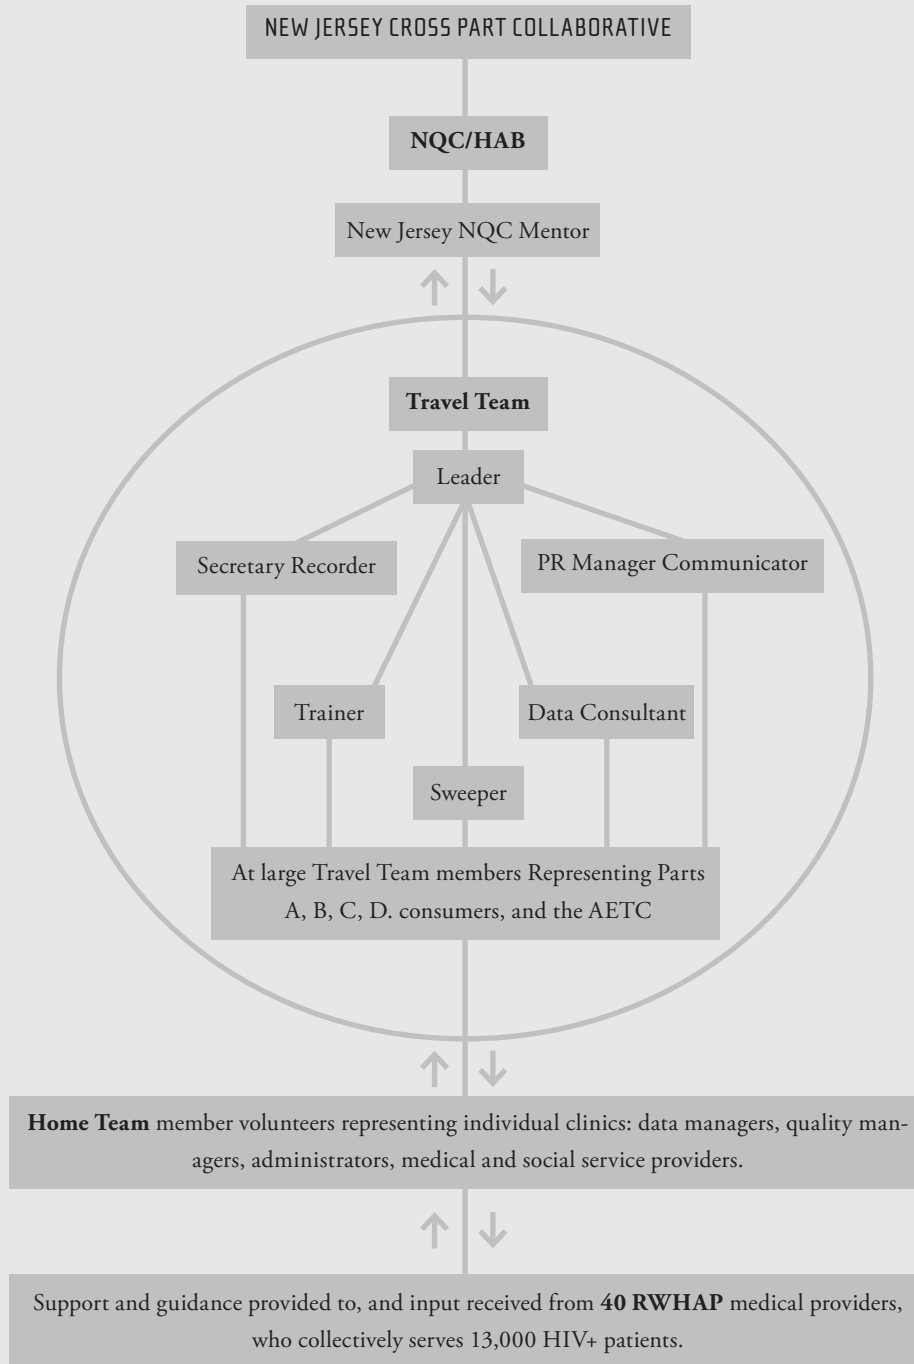 NEW JERSEY CROSS PART COLLABORATIVE
NQC/HAB
New Jersey NQC Mentor
Travel Team
Leader
Secretary Recorder
PR Manager Communicator
Trainer
Data Consultant
Sweeper
At large Travel Team members Representing Parts
A, B, C, D. consumers, and the AETC
Home Team member volunteers representing individual clinics: data managers, quality man-
agers, administrators, medical and social service providers.
Support and guidance provided to, and input received from 40 RWHAP medical providers,
who collectively serves 13,000 HIV+ patients.